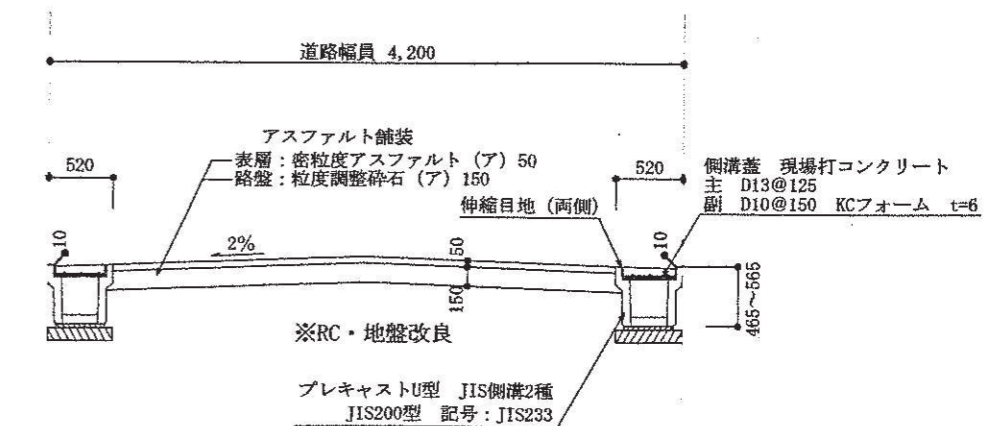 道路幅員 4,200
アスファルト舗装
表層：密粒度アスファルト（ア）50
路盤：粒度調整砕石（ア）150
520
520
側溝蓋 現場打コンクリート
主 D13@125
副 D10@150 KCフォーム t=6
伸縮目地（両側）
10
2%
50
10
150
465～565
※RC・地盤改良
プレキャストU型 JIS側溝2種
JIS200型 記号：JIS233